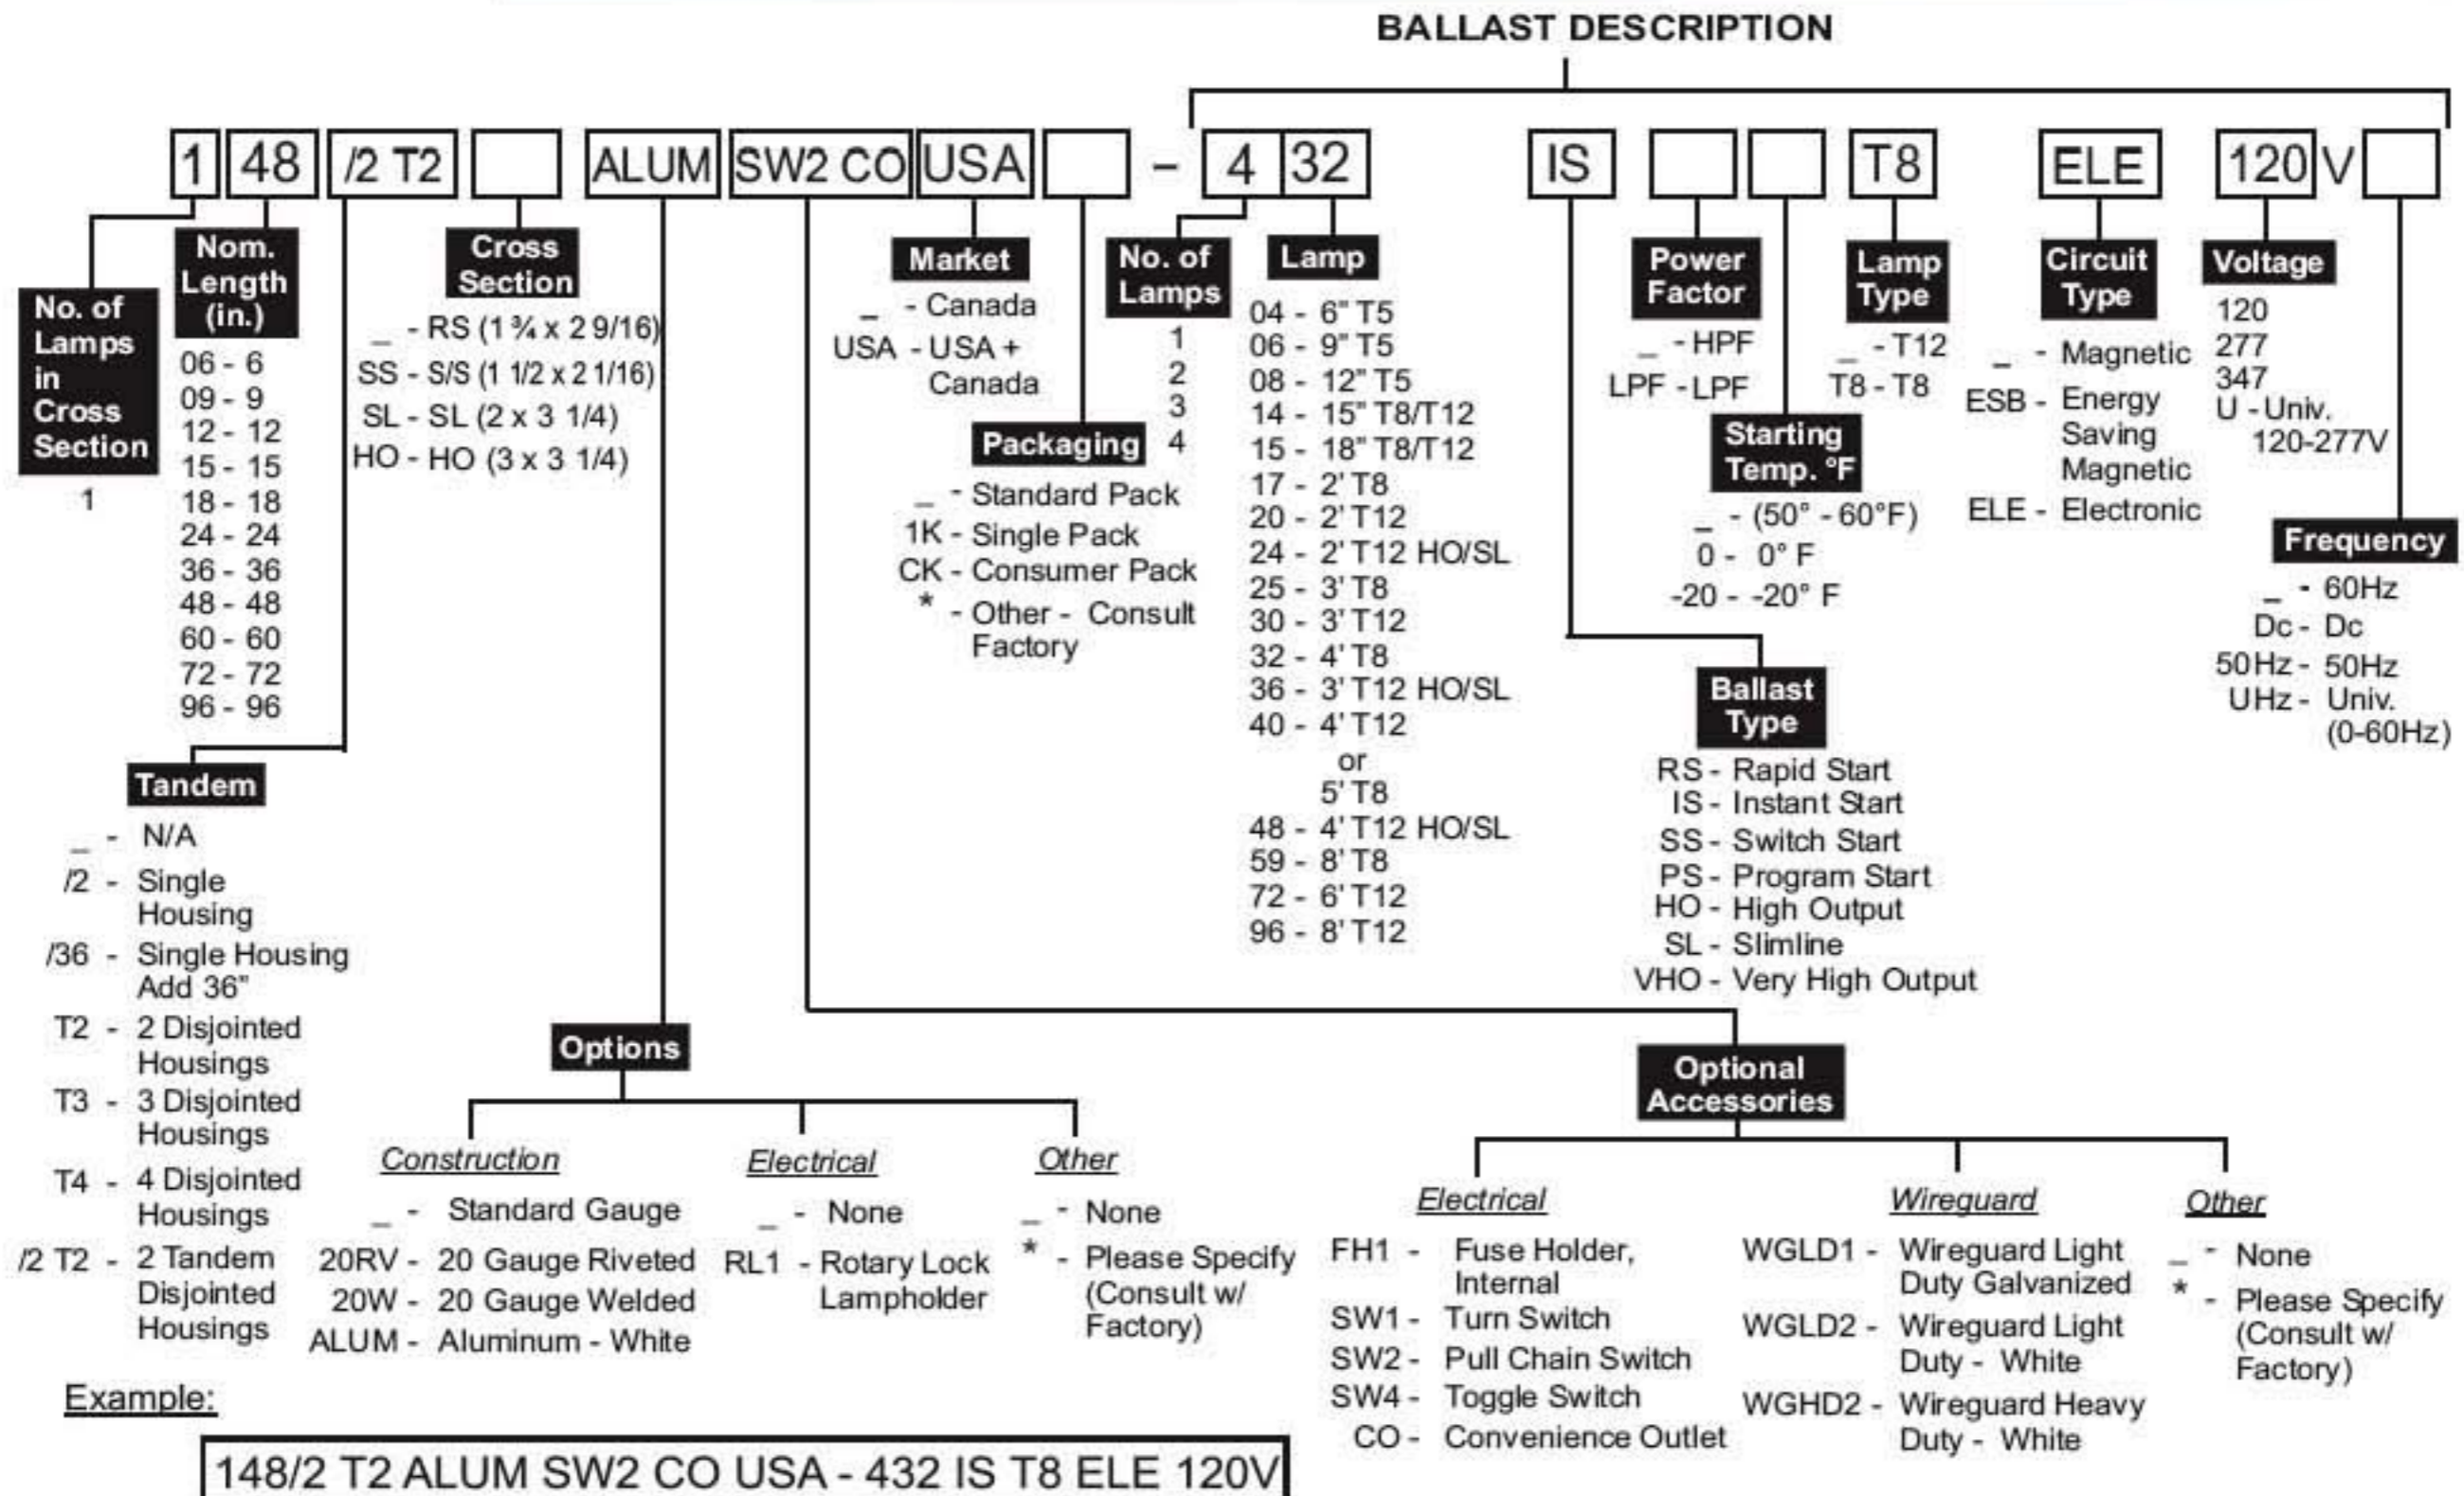 BALLAST DESCRIPTION
1 48 /2 T2 ALUM SW2 CO USA – 4 32 IS T8 ELE 120 V
No. of
Lamps
in
Cross
Section
1
Nom.
Length
(in.)
06 - 6
09 - 9
12 - 12
15 - 15
18 - 18
24 - 24
36 - 36
48 - 48
60 - 60
72 - 72
96 - 96
Cross
Section
_ - RS (1 ¾ x 2 9/16)
SS - S/S (1 1/2 x 2 1/16)
SL - SL (2 x 3 1/4)
HO - HO (3 x 3 1/4)
Market
_ - Canada
USA - USA +
Canada
Packaging
_ - Standard Pack
1K - Single Pack
CK - Consumer Pack
* - Other - Consult
Factory
No. of
Lamps
1
2
3
4
Lamp
04 - 6" T5
06 - 9" T5
08 - 12" T5
14 - 15" T8/T12
15 - 18" T8/T12
17 - 2' T8
20 - 2' T12
24 - 2' T12 HO/SL
25 - 3' T8
30 - 3' T12
32 - 4' T8
36 - 3' T12 HO/SL
40 - 4' T12
or
5' T8
48 - 4' T12 HO/SL
59 - 8' T8
72 - 6' T12
96 - 8' T12
Power
Factor
_ - HPF
LPF - LPF
Starting
Temp. °F
_ - (50° - 60°F)
0 - 0° F
-20 - -20° F
Lamp
Type
_ - T12
T8 - T8
Circuit
Type
_ - Magnetic
ESB - Energy
Saving
Magnetic
ELE - Electronic
Voltage
120
277
347
U - Univ.
120-277V
Frequency
_ - 60Hz
Dc - Dc
50Hz - 50Hz
UHz - Univ.
(0-60Hz)
Ballast
Type
RS - Rapid Start
IS - Instant Start
SS - Switch Start
PS - Program Start
HO - High Output
SL - Slimline
VHO - Very High Output
Tandem
_ - N/A
/2 - Single
Housing
/36 - Single Housing
Add 36"
T2 - 2 Disjointed
Housings
T3 - 3 Disjointed
Housings
T4 - 4 Disjointed
Housings
/2 T2 - 2 Tandem
Disjointed
Housings
Options
Construction
_ - Standard Gauge
20RV - 20 Gauge Riveted
20W - 20 Gauge Welded
ALUM - Aluminum - White
Electrical
_ - None
RL1 - Rotary Lock
Lampholder
Other
_ - None
* - Please Specify
(Consult w/
Factory)
Optional
Accessories
Electrical
FH1 - Fuse Holder,
Internal
SW1 - Turn Switch
SW2 - Pull Chain Switch
SW4 - Toggle Switch
CO - Convenience Outlet
Wireguard
WGLD1 - Wireguard Light
Duty Galvanized
WGLD2 - Wireguard Light
Duty - White
WGHD2 - Wireguard Heavy
Duty - White
Other
_ - None
* - Please Specify
(Consult w/
Factory)
Example:
148/2 T2 ALUM SW2 CO USA - 432 IS T8 ELE 120V